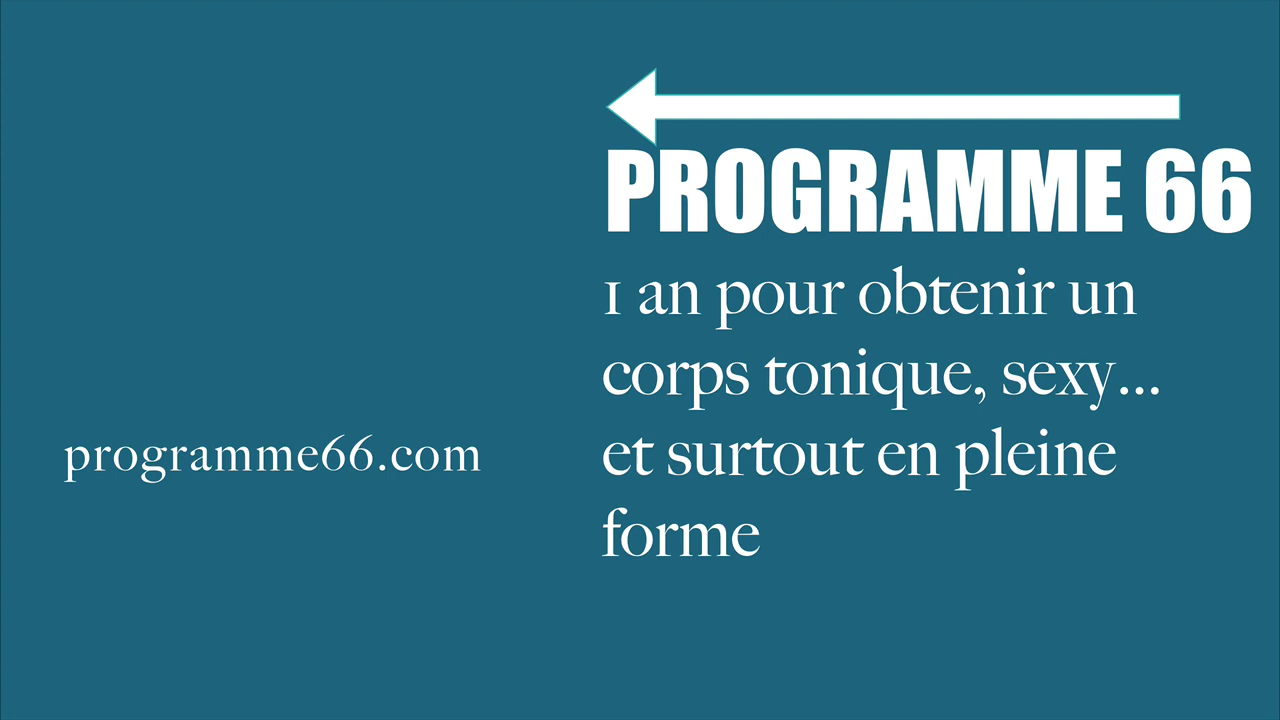 PROGRAMME 66
1 an pour obtenir un
corps tonique, sexy...
et surtout en pleine
forme
programme66.com